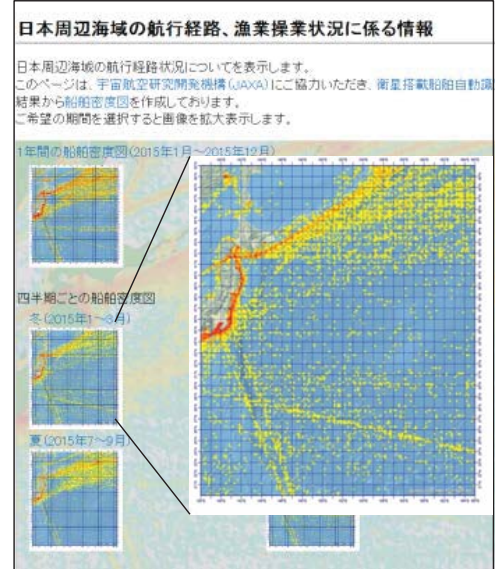 日本周辺海域の航行経路、漁業操業状況に係る情報
日本周辺海域の航行経路状況についてを表示します。
このページは、宇宙航空研究開発機構(JAXA)にご協力いただき、衛星搭載船舶自動識
結果から船舶密度図を作成しております。
ご希望の期間を選択すると画像を拡大表示します。
1年間の船舶密度図(2015年1月～2015年12月)
四半期ごとの船舶密度図
冬(2015年1～3月)
夏(2015年7～9月)